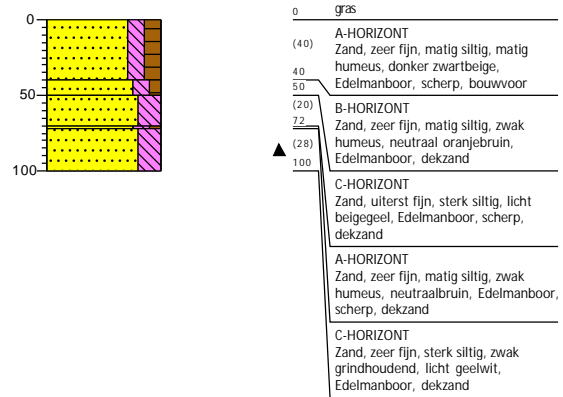 0
50
100
0
(40)
40
50
(20)
72
(28)
100
gras
A-HORIZONT
Zand, zeer fijn, matig siltig, matig
humeus, donker zwartbeige,
Edelmanboor, scherp, bouwvoor
B-HORIZONT
Zand, zeer fijn, matig siltig, zwak
humeus, neutraal oranjebruin,
Edelmanboor, dekzand
C-HORIZONT
Zand, uiterst fijn, sterk siltig, licht
beigegeel, Edelmanboor, scherp,
dekzand
A-HORIZONT
Zand, zeer fijn, matig siltig, zwak
humeus, neutraalbruin, Edelmanboor,
scherp, dekzand
C-HORIZONT
Zand, zeer fijn, sterk siltig, zwak
grindhoudend, licht geelwit,
Edelmanboor, dekzand